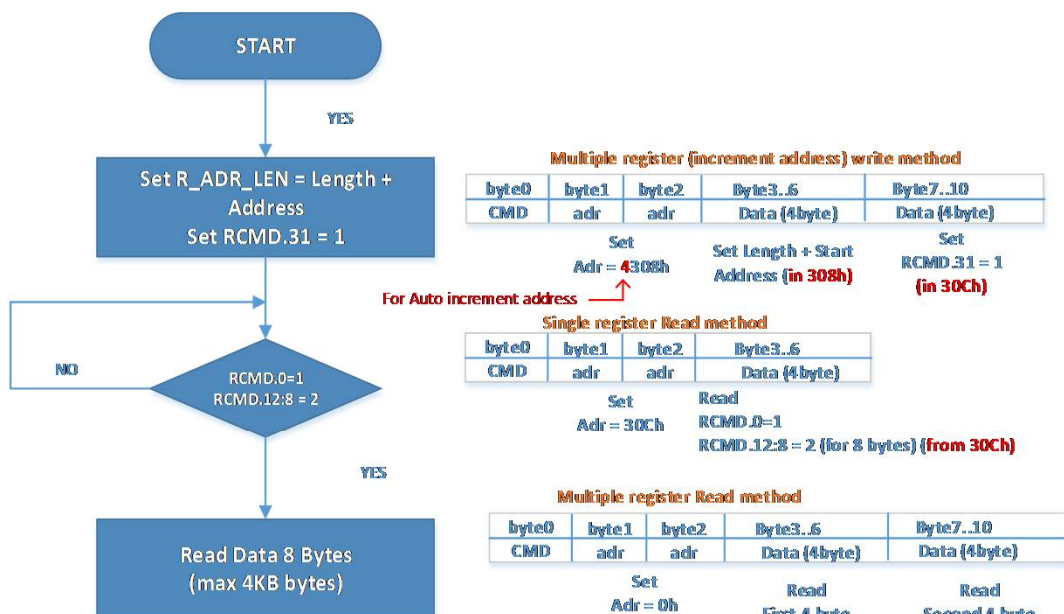 START
YES
Set R_ADR_LEN = Length +
Address
Set RCMD.31 = 1
NO
RCMD.0=1
RCMD.12:8 = 2
YES
Read Data 8 Bytes
(max 4KB bytes)
Multiple register (increment address) write method
byte0 byte1 byte2 Byte3..6 Byte7..10
CMD adr adr Data (4byte) Data (4byte)
Set
Adr = 4308h
Set Length + Start
Address (in 308h)
Set
RCMD.31 = 1
(in 30Ch)
For Auto increment address
Single register Read method
byte0 byte1 byte2 Byte3..6
CMD adr adr Data (4byte)
Set
Adr = 30Ch
Read
RCMD.0=1
RCMD.12:8 = 2 (for 8 bytes) (from 30Ch)
Multiple register Read method
byte0 byte1 byte2 Byte3..6 Byte7..10
CMD adr adr Data (4byte) Data (4byte)
Set
Adr = 0h
Read
First 4 byte
Read
Second 4 byte